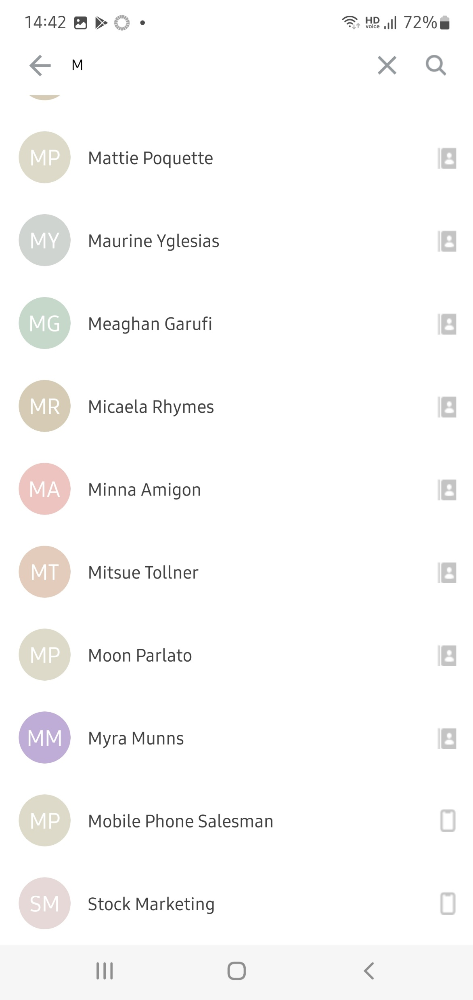 14:42 HD voice 72%
M
MP Mattie Poquette
MY Maurine Yglesias
MG Meaghan Garufi
MR Micaela Rhymes
MA Minna Amigon
MT Mitsue Tollner
MP Moon Parlato
MM Myra Munns
MP Mobile Phone Salesman
SM Stock Marketing